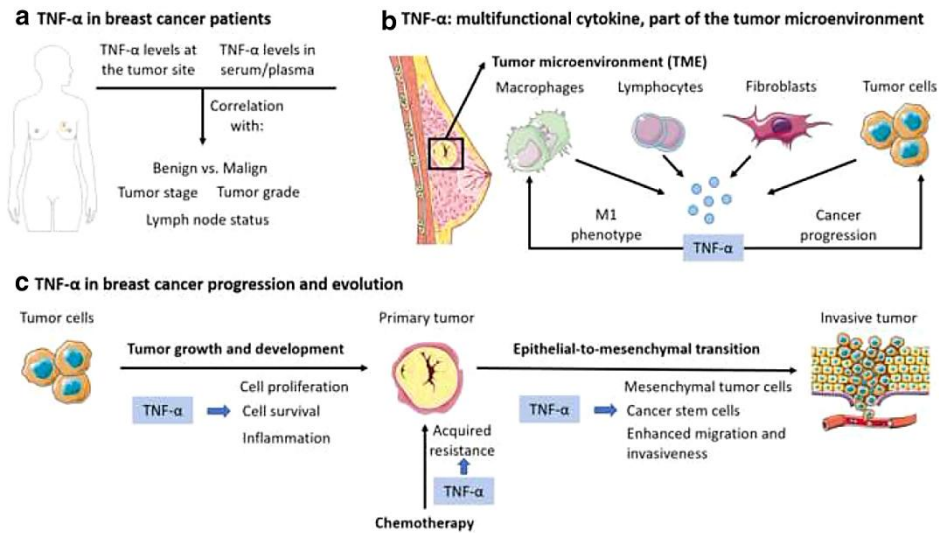 a TNF-α in breast cancer patients
TNF-α levels at
the tumor site
TNF-α levels in
serum/plasma
Correlation
with:
Benign vs. Malign
Tumor stage Tumor grade
Lymph node status
b TNF-α: multifunctional cytokine, part of the tumor microenvironment
Tumor microenvironment (TME)
Macrophages Lymphocytes Fibroblasts Tumor cells
M1
phenotype
TNF-α
Cancer
progression
c TNF-α in breast cancer progression and evolution
Tumor cells
Tumor growth and development
TNF-α
Cell proliferation
Cell survival
Inflammation
Primary tumor
Acquired
resistance
TNF-α
Chemotherapy
Epithelial-to-mesenchymal transition
TNF-α
Mesenchymal tumor cells
Cancer stem cells
Enhanced migration and
invasiveness
Invasive tumor